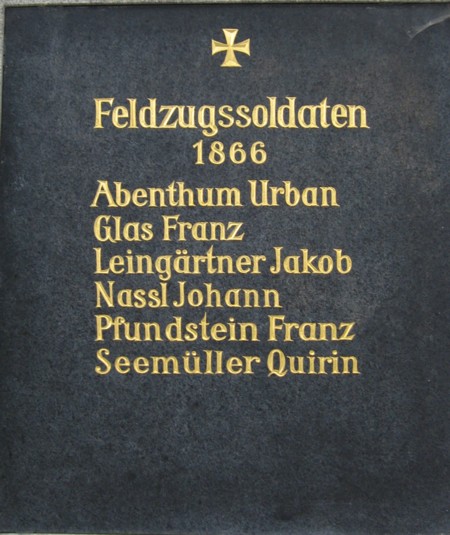 Feldzugssoldaten
1866
Abenthum Urban
Glas Franz
Leingärtner Jakob
Nassl Johann
Pfundstein Franz
Seemüller Quirin